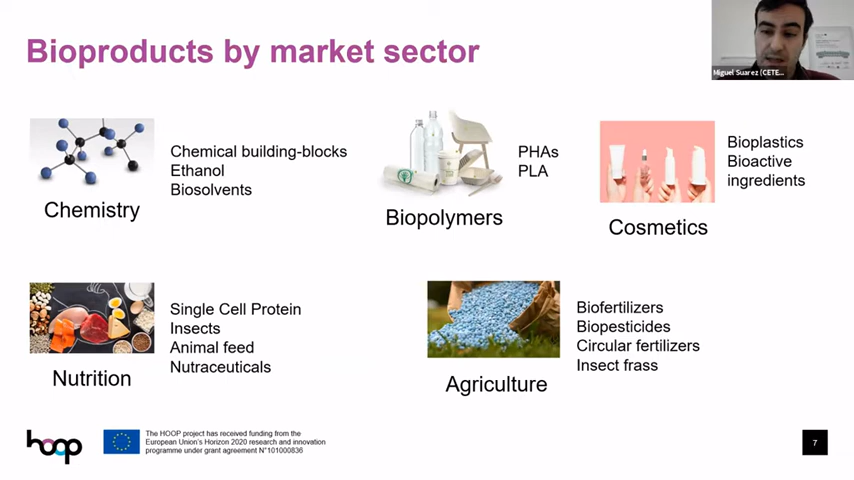 Bioproducts by market sector
Miguel Suarez (CETE...
Chemical building-blocks
Ethanol
Biosolvents
Chemistry
PHAs
PLA
Biopolymers
Bioplastics
Bioactive
ingredients
Cosmetics
Single Cell Protein
Insects
Animal feed
Nutraceuticals
Nutrition
Biofertilizers
Biopesticides
Circular fertilizers
Insect frass
Agriculture
hoop
The HOOP project has received funding from the
European Union's Horizon 2020 research and innovation
programme under grant agreement N°101000836
7